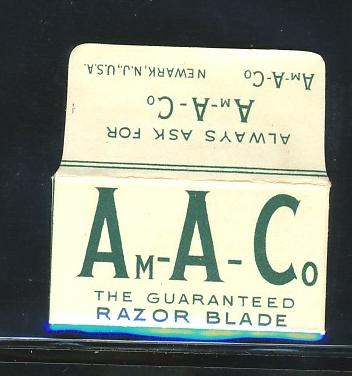 Am-A-Co NEWARK, N.J., U.S.A.
Am-A-Co
ALWAYS ASK FOR
Am-A-Co
THE GUARANTEED
RAZOR BLADE